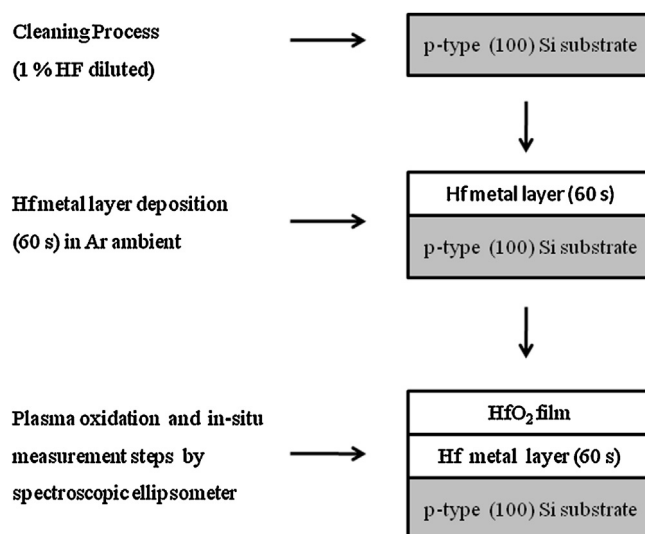 Cleaning Process
(1 % HF diluted)
p-type (100) Si substrate
Hf metal layer deposition
(60 s) in Ar ambient
Hf metal layer (60 s)
p-type (100) Si substrate
Plasma oxidation and in-situ
measurement steps by
spectroscopic ellipsometer
HfO₂ film
Hf metal layer (60 s)
p-type (100) Si substrate